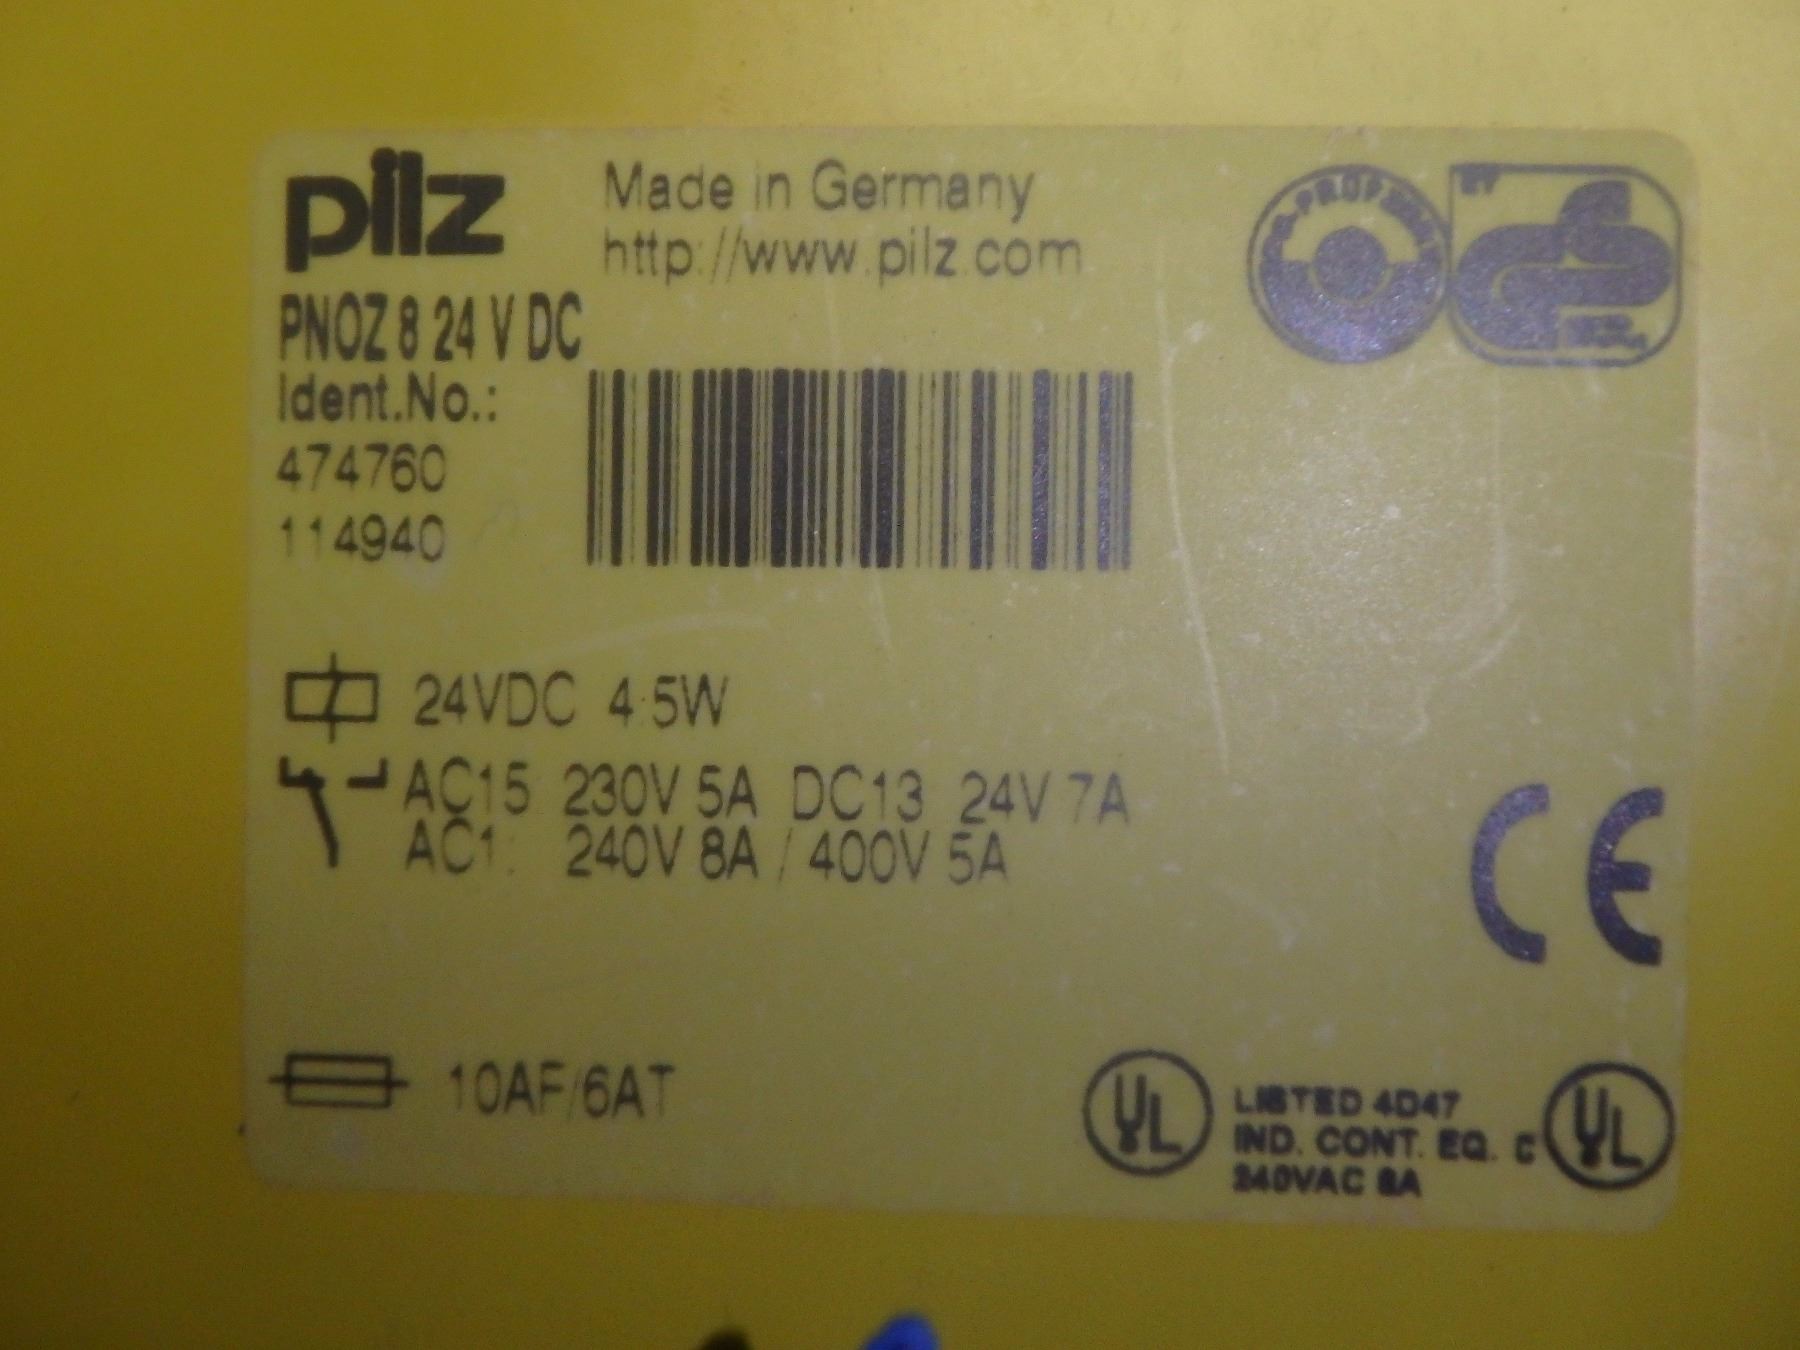 pilz
Made in Germany
http://www.pilz.com
PNOZ 8 24 V DC
Ident.No.:
474760
114940
24VDC 4.5W
AC15 230V 5A DC13 24V 7A
AC1: 240V 8A / 400V 5A
CE
10AF/6AT
UL
LISTED 4D47
IND. CONT. EQ. C
240VAC 8A
UL